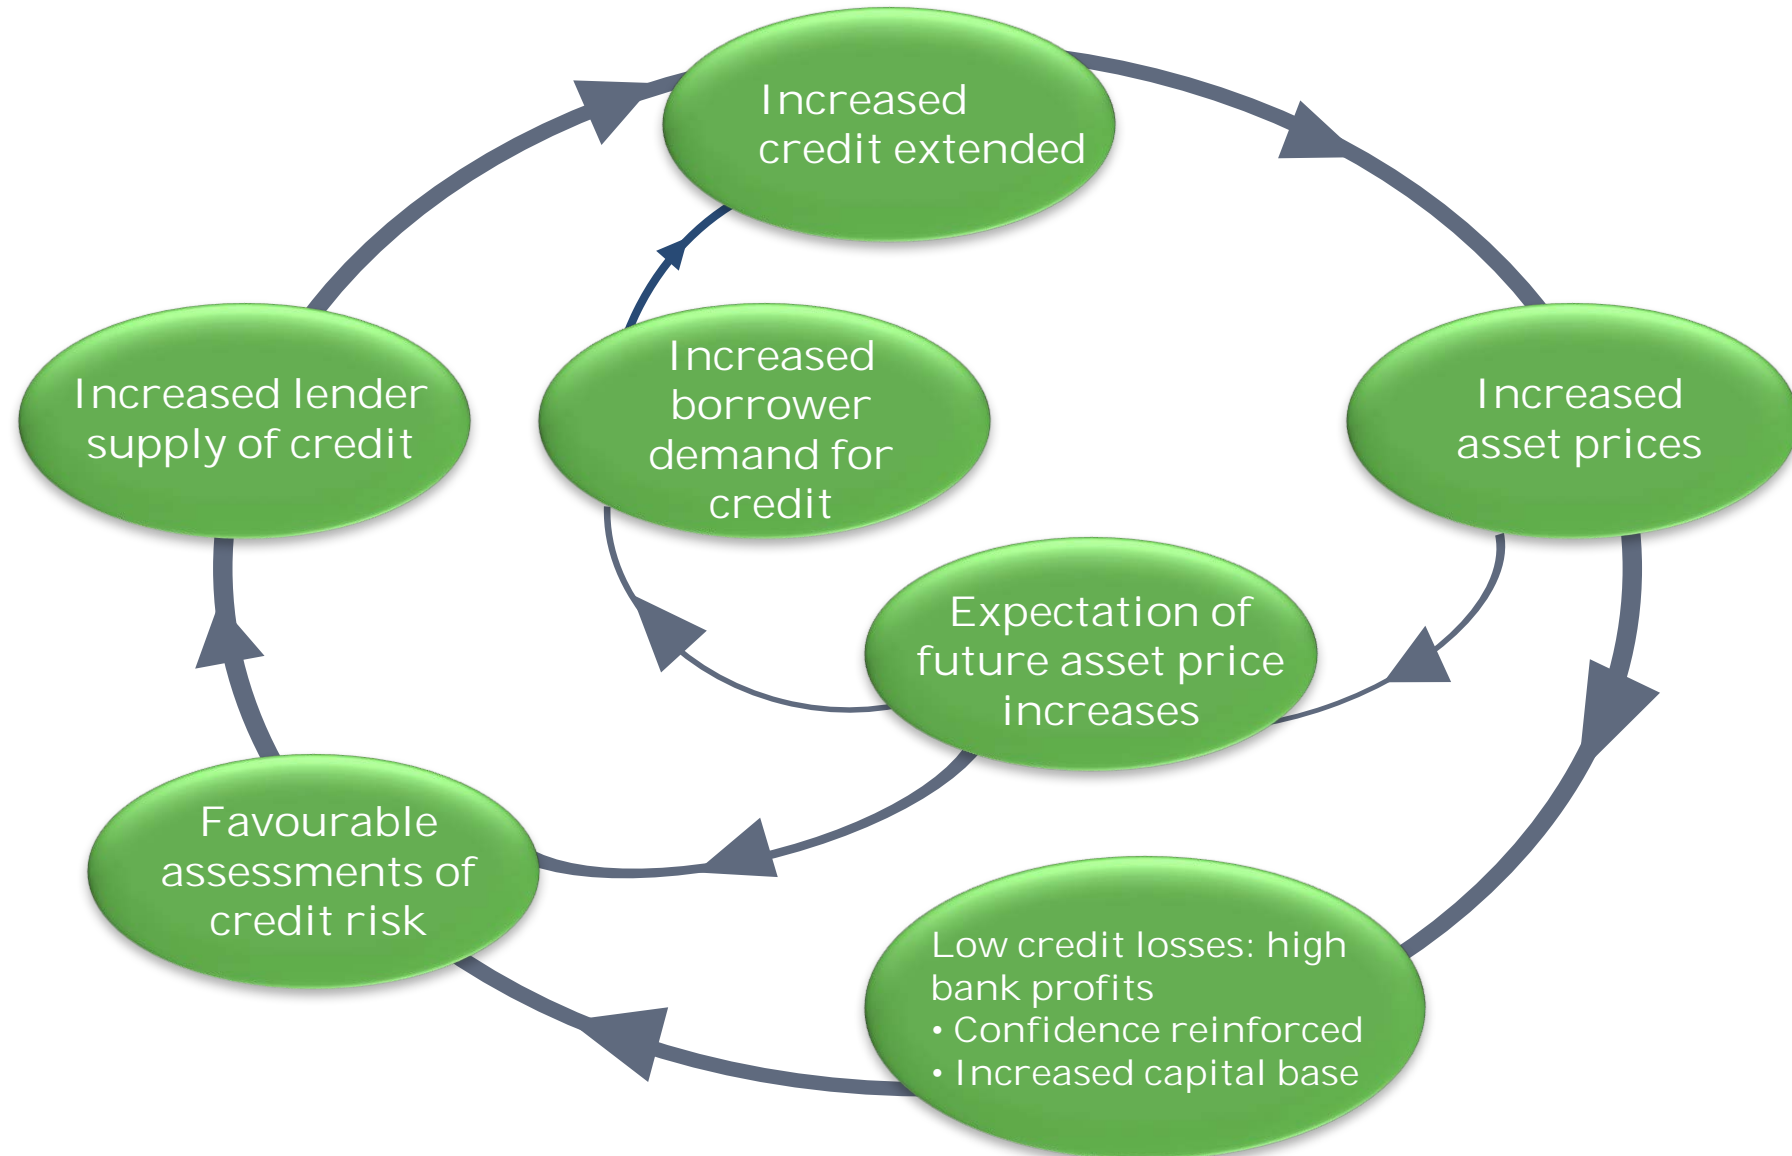 Increased
credit extended
Increased lender
supply of credit
Increased
borrower
demand for
credit
Increased
asset prices
Expectation of
future asset price
increases
Favourable
assessments of
credit risk
Low credit losses: high
bank profits
• Confidence reinforced
• Increased capital base